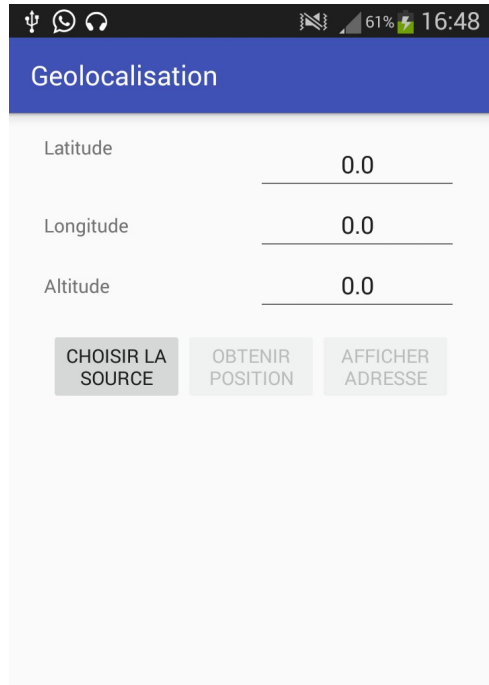 61% 16:48
Geolocalisation
Latitude 0.0
Longitude 0.0
Altitude 0.0
CHOISIR LA OBTENIR AFFICHER
SOURCE POSITION ADRESSE